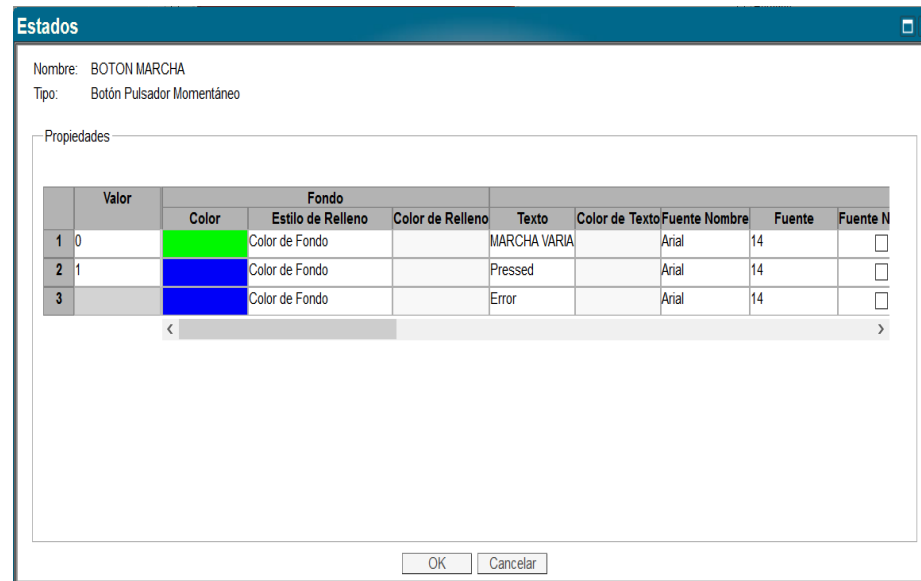 Estados
Nombre: BOTON MARCHA
Tipo: Botón Pulsador Momentáneo
Propiedades
Valor Fondo
Color Estilo de Relleno Color de Relleno Texto Color de Texto Fuente Nombre Fuente Fuente N
1 0 Color de Fondo MARCHA VARIA Arial 14
2 1 Color de Fondo Pressed Arial 14
3 Color de Fondo Error Arial 14
OK Cancelar